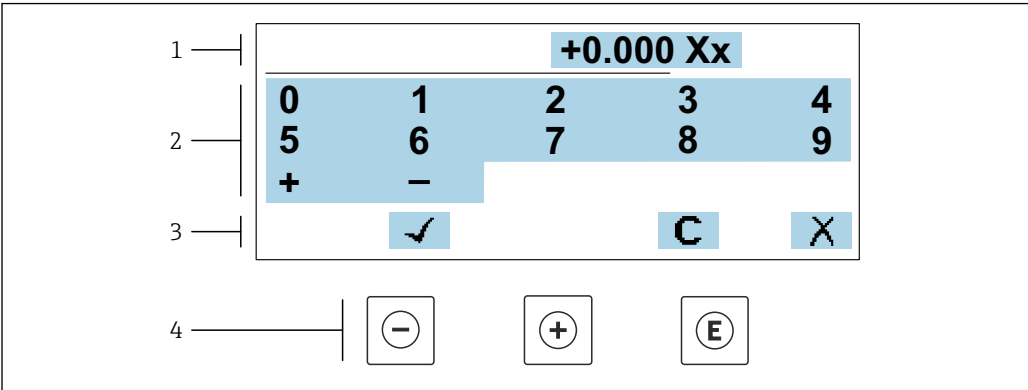 1 +0.000 Xx
0 1 2 3 4
2 5 6 7 8 9
+ −
3 ✓ C X
4 − + E